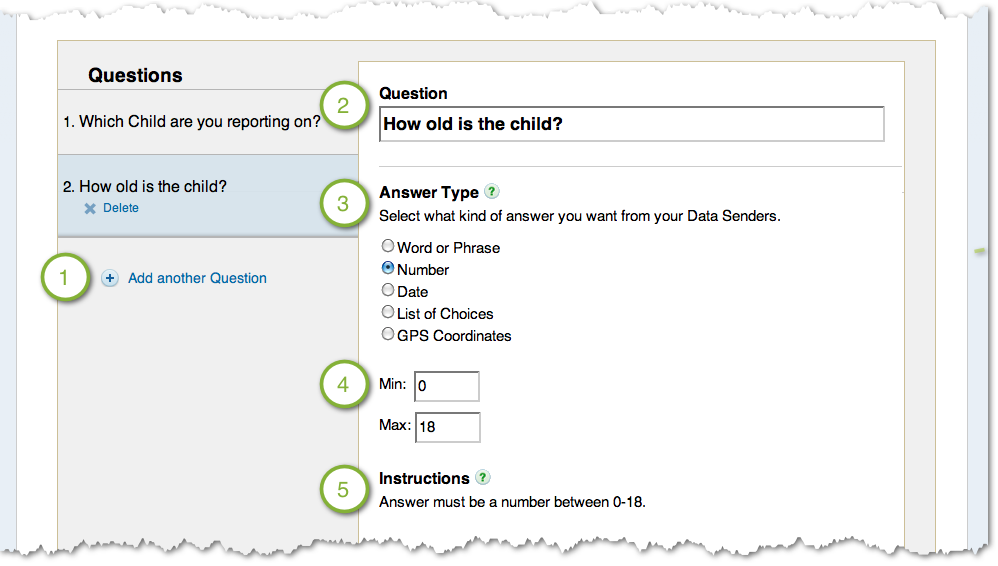 Questions
1. Which Child are you reporting on?
2. How old is the child?
Delete
1
Add another Question
2
Question
How old is the child?
3
Answer Type ?
Select what kind of answer you want from your Data Senders.
Word or Phrase
Number
Date
List of Choices
GPS Coordinates
4
Min: 0
Max: 18
5
Instructions ?
Answer must be a number between 0-18.